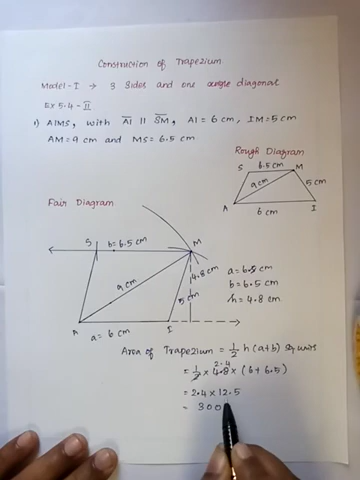 Construction of Trapezium
Model-I → 3 Sides and one angle diagonal
EX 5.4 - II
1) AIMS, with AI || SM, AI = 6 cm, IM = 5 cm
AM = 9 cm and MS = 6.5 cm
Rough Diagram
S 6.5 cm M
9 cm 5 cm
A 6 cm I
Fair Diagram
S b = 6.5 cm M
9 cm 5 cm 4.8 cm
A a = 6 cm I
b = 6.5 cm
h = 4.8 cm
Area of Trapezium = 1/2 h (a+b) sq. units
2.4
= 1/2 × 4.8 × (6 + 6.5)
= 2.4 × 12.5
= 300